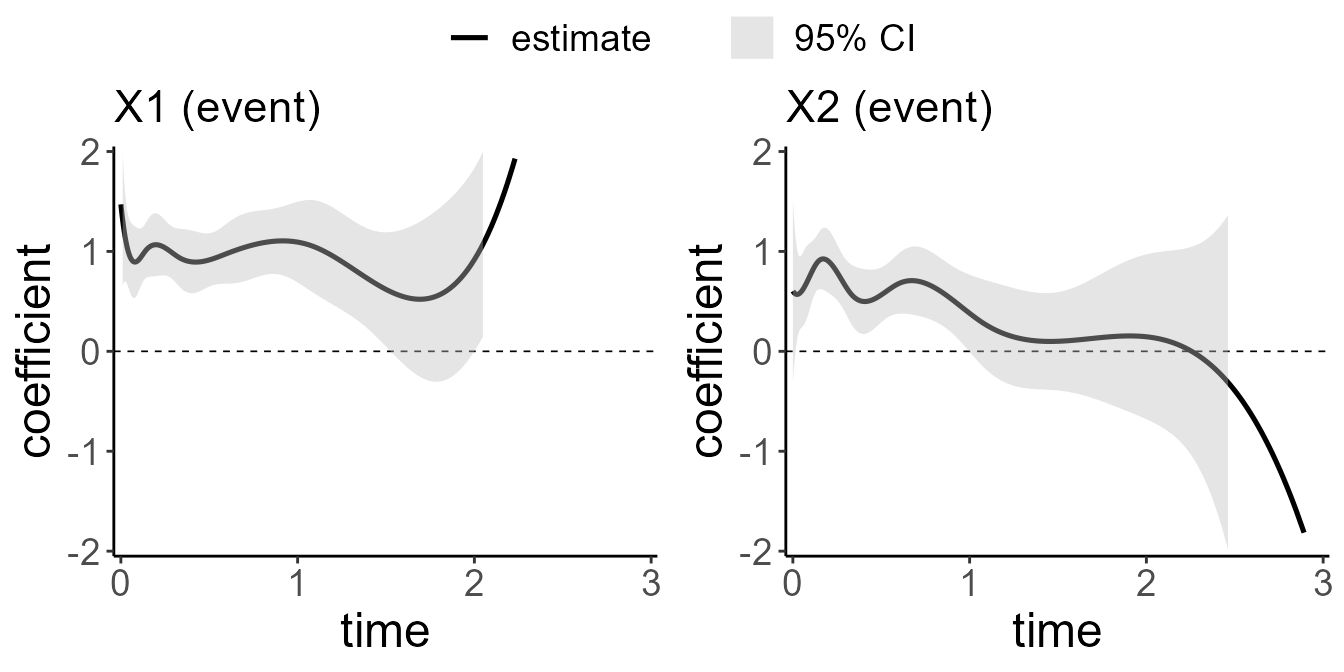 estimate 95% CI
X1 (event)
2
1
0
-1
-2
coefficient
0 1 2 3
time
X2 (event)
2
1
0
-1
-2
coefficient
0 1 2 3
time